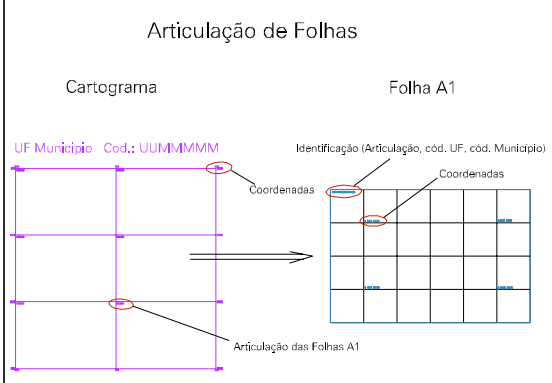 Articulação de Folhas
Cartograma
Folha A1
UF Municipio Cod.: UUMMMMM
Identificação (Articulação, cód. UF, cód. Município)
Coordenadas
Coordenadas
Articulação das Folhas A1